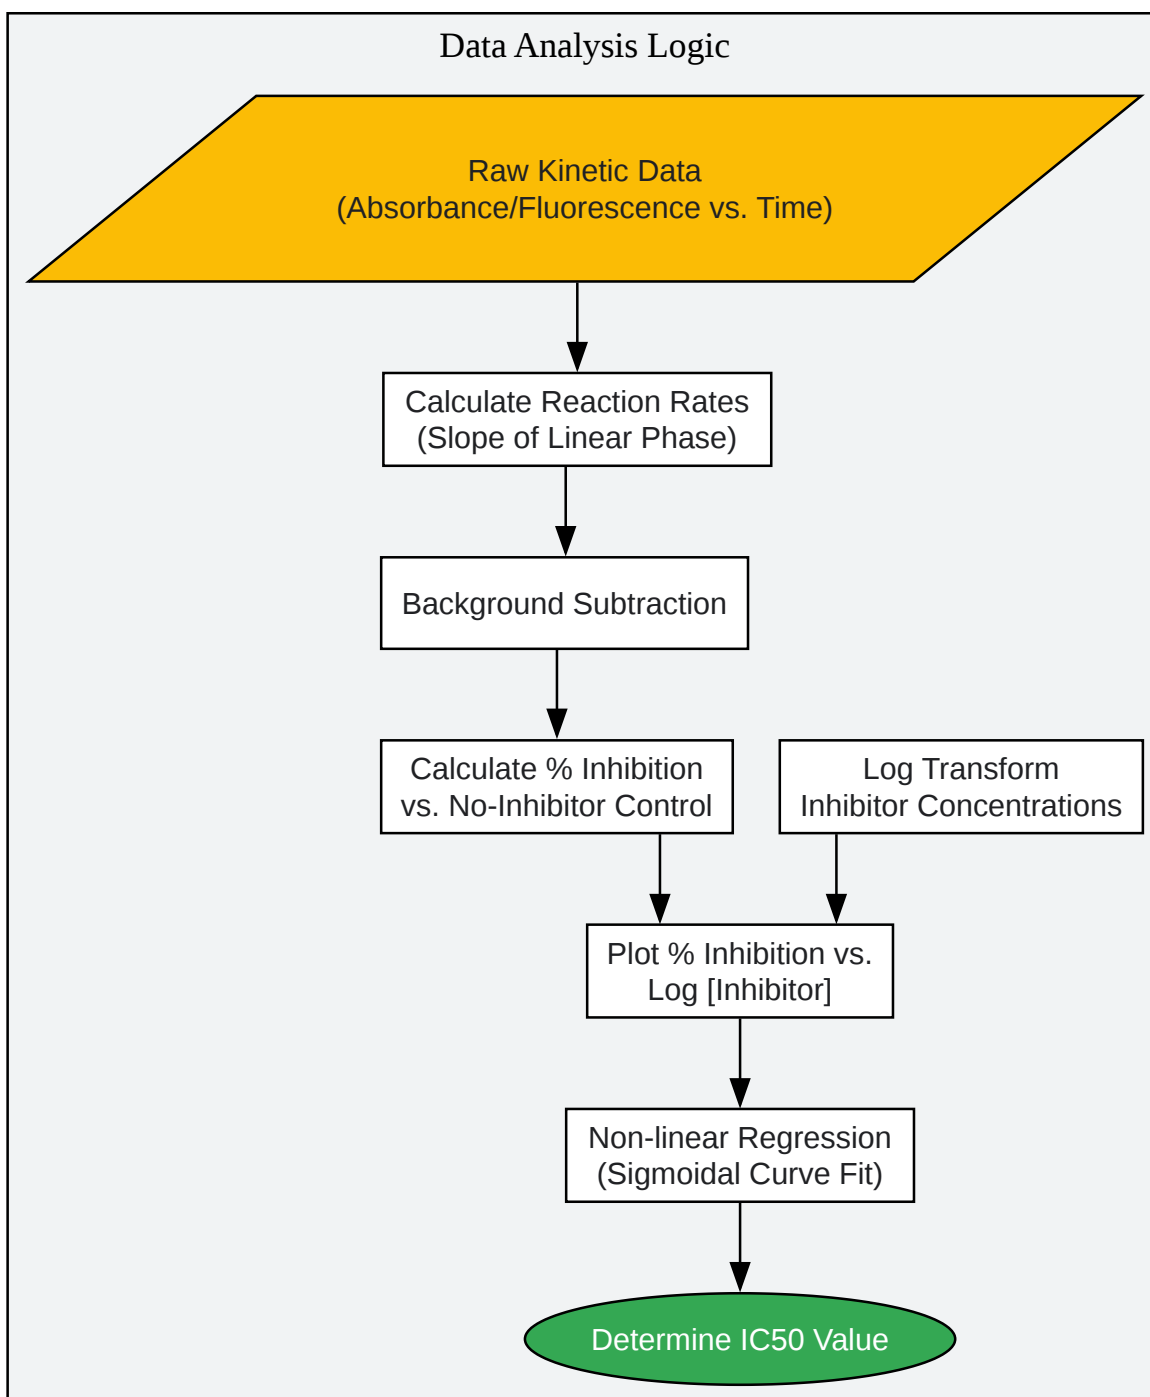 Data Analysis Logic
Raw Kinetic Data
(Absorbance/Fluorescence vs. Time)
Calculate Reaction Rates
(Slope of Linear Phase)
Background Subtraction
Calculate % Inhibition
vs. No-Inhibitor Control
Log Transform
Inhibitor Concentrations
Plot % Inhibition vs.
Log [Inhibitor]
Non-linear Regression
(Sigmoidal Curve Fit)
Determine IC50 Value